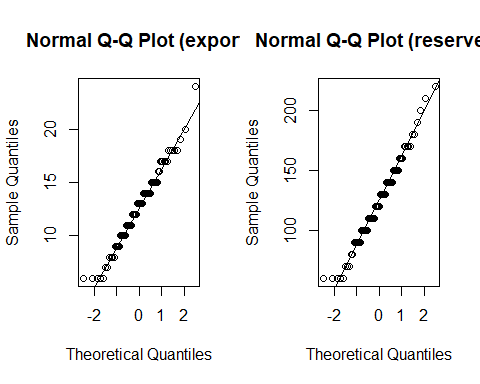 Normal Q-Q Plot (expor
Sample Quantiles
10 15 20
-2 0 1 2
Theoretical Quantiles
Normal Q-Q Plot (reserve
Sample Quantiles
100 150 200
-2 0 1 2
Theoretical Quantiles